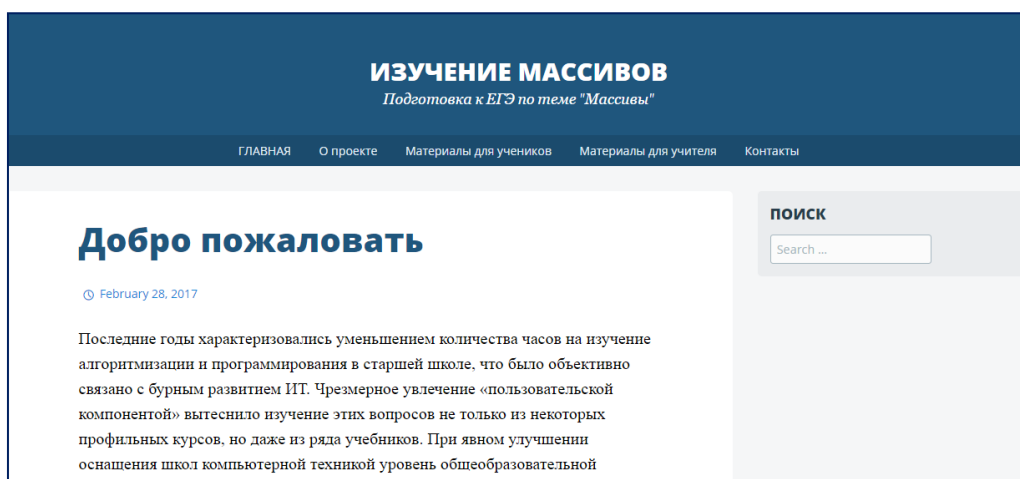 ИЗУЧЕНИЕ МАССИВОВ
Подготовка к ЕГЭ по теме "Массивы"
ГЛАВНАЯ О проекте Материалы для учеников Материалы для учителя Контакты
Добро пожаловать
February 28, 2017
Последние годы характеризовались уменьшением количества часов на изучение
алгоритмизации и программирования в старшей школе, что было объективно
связано с бурным развитием ИТ. Чрезмерное увлечение «пользовательской
компонентой» вытеснило изучение этих вопросов не только из некоторых
профильных курсов, но даже из ряда учебников. При явном улучшении
оснащения школ компьютерной техникой уровень общеобразовательной
ПОИСК
Search ...